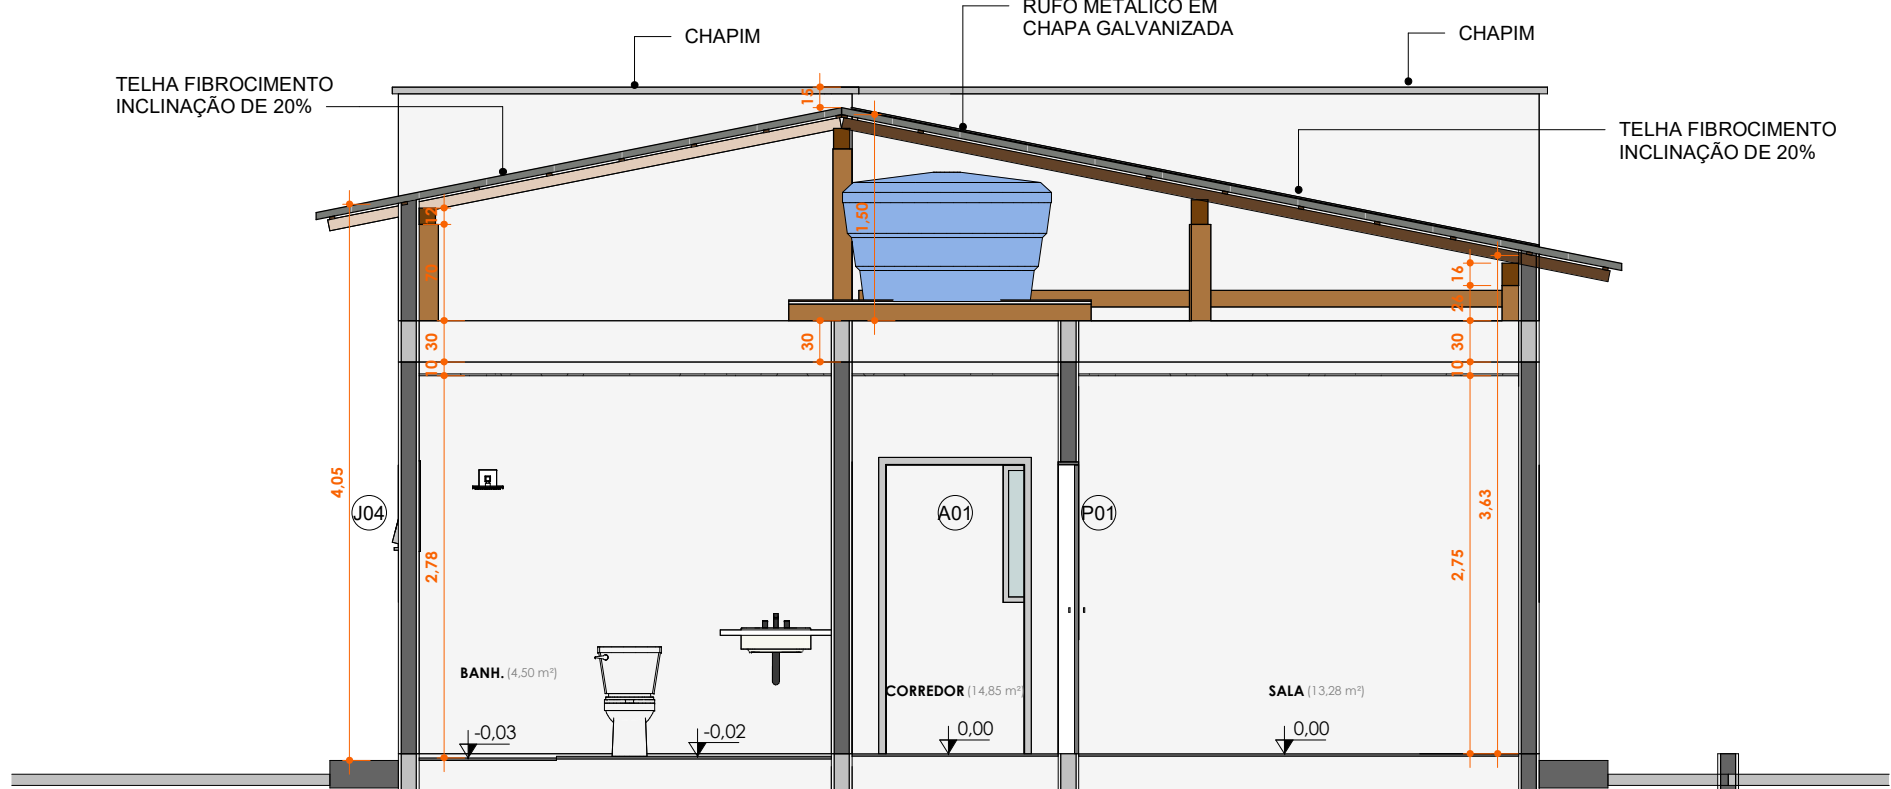 RUFO METÁLICO EM
CHAPA GALVANIZADA
CHAPIM
CHAPIM
TELHA FIBROCIMENTO
INCLINAÇÃO DE 20%
TELHA FIBROCIMENTO
INCLINAÇÃO DE 20%
15
12
1,50
70
16
26
30
30
30
10
10
4,05
3,63
J04
A01
P01
2,78
2,75
BANH. (4,50 m²)
CORREDOR (14,85 m²)
SALA (13,28 m²)
-0,03
-0,02
0,00
0,00